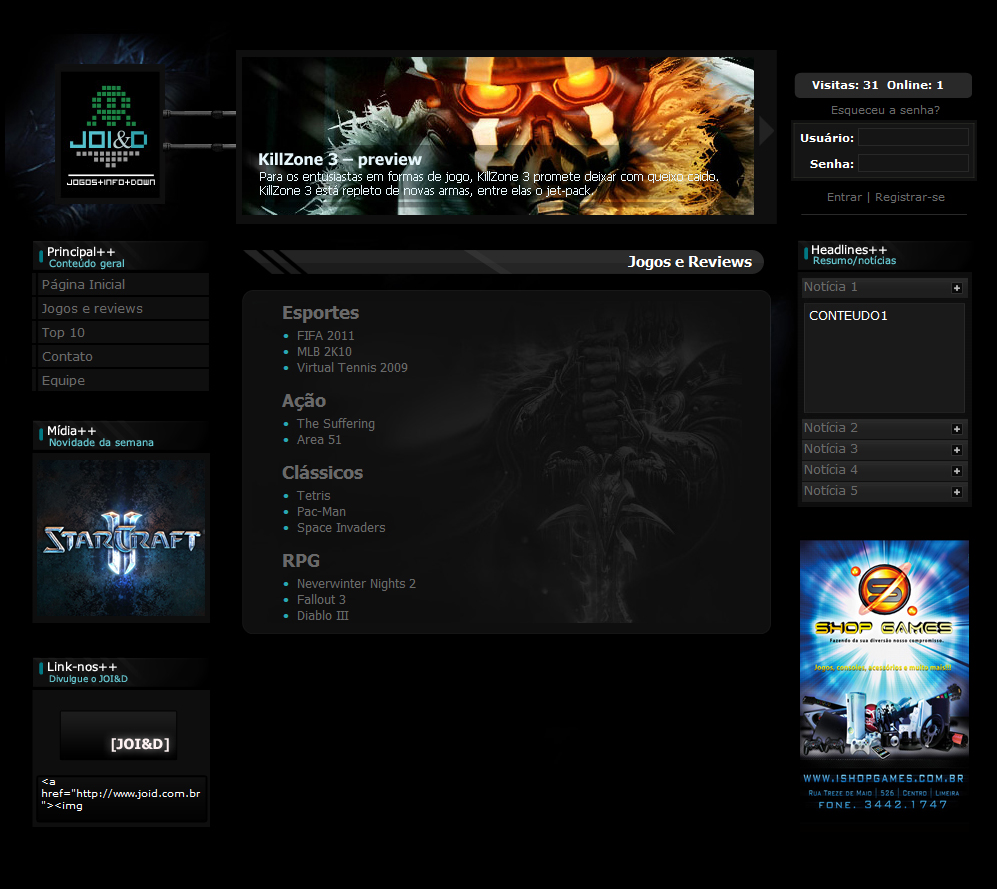 JOI&D
JOGOS+INFO+DOWN
KillZone 3 – preview
Para os entusiastas em formas de jogo, KillZone 3 promete deixar com queixo caído.
KillZone 3 está repleto de novas armas, entre elas o jet-pack.
Visitas: 31 Online: 1
Esqueceu a senha?
Usuário:
Senha:
Entrar | Registrar-se
Principal++
Conteúdo geral
Página Inicial
Jogos e reviews
Top 10
Contato
Equipe
Mídia++
Novidade da semana
STARCRAFT
II
Link-nos++
Divulgue o JOI&D
[JOI&D]
<a
href="http://www.joid.com.br
"><img
Jogos e Reviews
Esportes
FIFA 2011
MLB 2K10
Virtual Tennis 2009
Ação
The Suffering
Area 51
Clássicos
Tetris
Pac-Man
Space Invaders
RPG
Neverwinter Nights 2
Fallout 3
Diablo III
Headlines++
Resumo/notícias
Notícia 1
CONTEUDO1
Notícia 2
Notícia 3
Notícia 4
Notícia 5
SHOP GAMES
Fazendo da sua diversão nosso compromisso.
Jogos, consoles, acessórios e muito mais!!!
WWW.ISHOPGAMES.COM.BR
RUA TREZE DE MAIO | 526 | CENTRO | LIMEIRA
FONE. 3442.1747